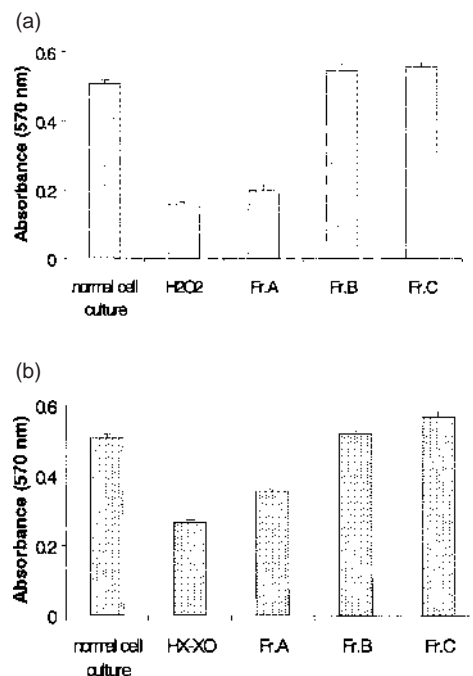 (a)
Absorbance (570 nm)
0.6
0.4
0.2
0
normal cell
culture
H2O2
Fr.A
Fr.B
Fr.C
(b)
Absorbance (570 nm)
0.6
0.4
0.2
0
normal cell
culture
HX-XO
Fr.A
Fr.B
Fr.C